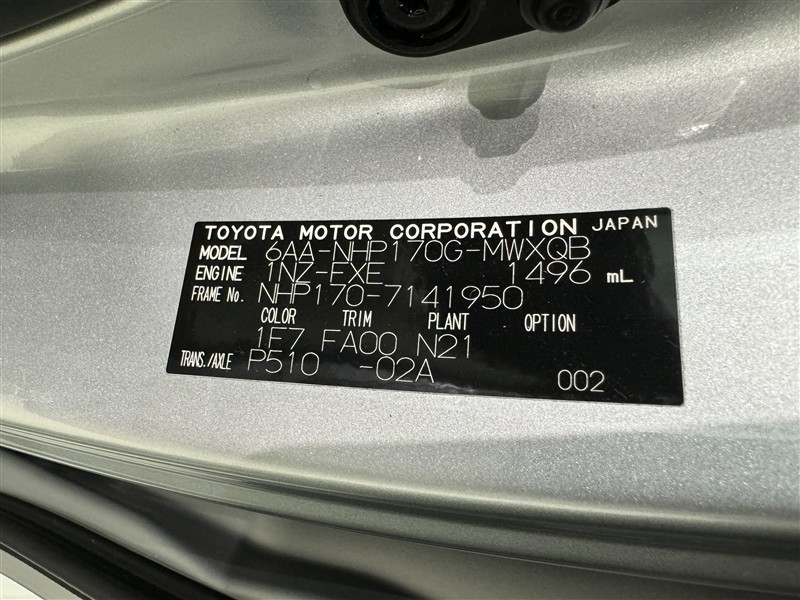 TOYOTA MOTOR CORPORATION JAPAN
MODEL 6AA-NHP170G-MWXQB
ENGINE 1NZ-FXE 1496 mL
FRAME No. NHP170-7141950
COLOR TRIM PLANT OPTION
1F7 FA00 N21
TRANS./AXLE P510 -02A 002